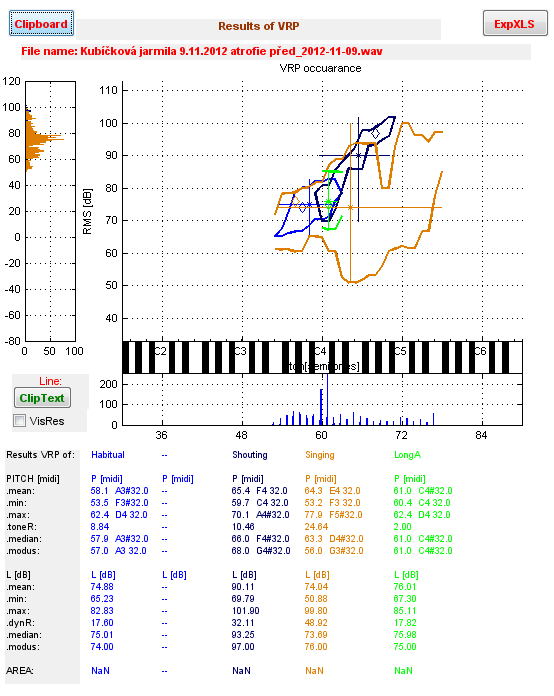 Clipboard
Results of VRP
ExpXLS
File name: Kubíčková jarmila 9.11.2012 atrofie před_2012-11-09.wav
VRP occuarance
120
100
80
60
40
20
0
-20
-40
-60
-80
0 50 100
RMS [dB]
110
100
90
80
70
60
50
40
C2 C3 C4 C5 C6
Line:
ClipText
VisRes
200
100
0
36 48 60 72 84
Results VRP of: Habitual -- Shouting Singing LongA
PITCH [midi] P [midi] P [midi] P [midi] P [midi] P [midi]
.mean: 58.1 A3#32.0 -- 65.4 F4 32.0 64.3 E4 32.0 61.0 C4#32.0
.min: 53.5 F3#32.0 -- 59.7 C4 32.0 53.2 F3 32.0 60.4 C4 32.0
.max: 62.4 D4 32.0 -- 70.1 A4#32.0 77.9 F5#32.0 62.4 D4 32.0
.toneR: 8.84 -- 10.46 24.64 2.00
.median: 57.9 A3#32.0 -- 66.0 F4#32.0 63.3 D4#32.0 61.0 C4#32.0
.modus: 57.0 A3 32.0 -- 68.0 G4#32.0 56.0 G3#32.0 61.0 C4#32.0
L [dB] L [dB] L [dB] L [dB] L [dB] L [dB]
.mean: 74.88 -- 90.11 74.04 76.01
.min: 65.23 -- 69.79 50.88 67.30
.max: 82.83 -- 101.90 99.80 85.11
.dynR: 17.60 -- 32.11 48.92 17.82
.median: 75.01 -- 93.25 73.69 75.98
.modus: 74.00 -- 97.00 76.00 75.00
AREA: NaN -- NaN NaN NaN